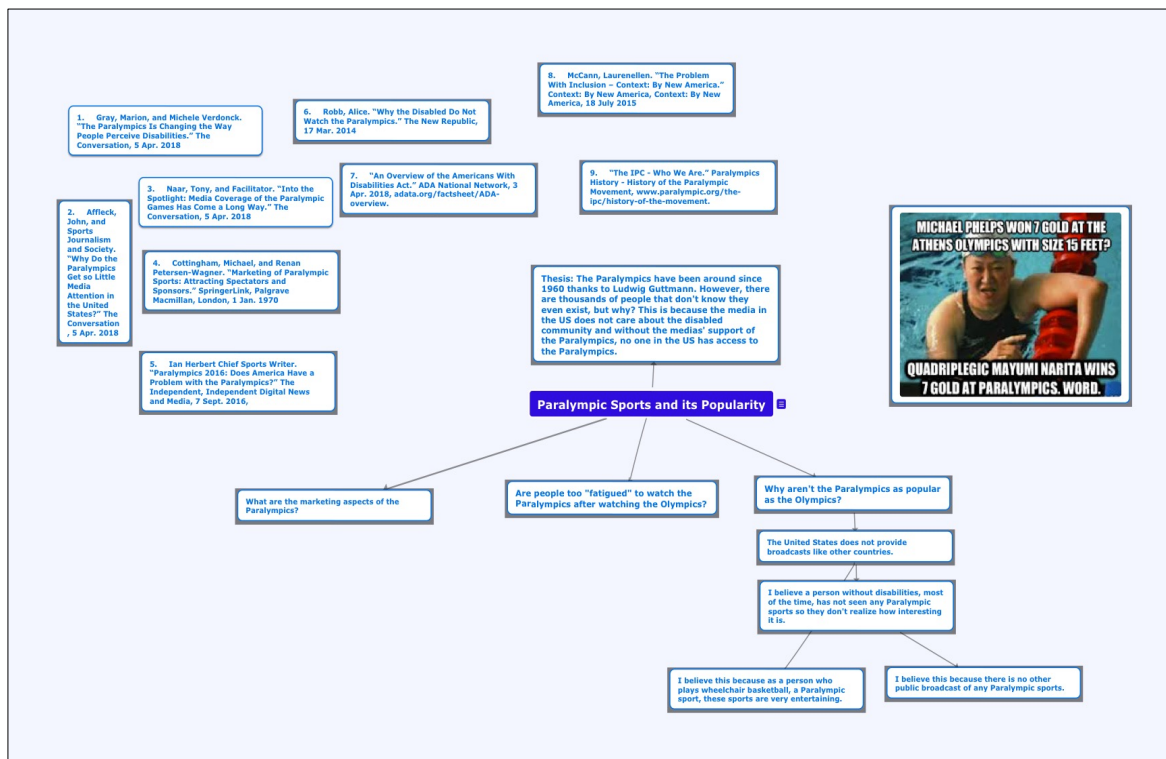 8. McCann, Laurenellen. "The Problem
With Inclusion – Context: By New America."
Context: By New America, Context: By New
America, 18 July 2015
1. Gray, Marion, and Michele Verdonck.
"The Paralympics Is Changing the Way
People Perceive Disabilities." The
Conversation, 5 Apr. 2018
6. Robb, Alice. "Why the Disabled Do Not
Watch the Paralympics." The New Republic,
17 Mar. 2014
7. "An Overview of the Americans With
Disabilities Act." ADA National Network, 3
Apr. 2018, adata.org/factsheet/ADA-
overview.
9. "The IPC - Who We Are." Paralympics
History - History of the Paralympic
Movement, www.paralympic.org/the-
ipc/history-of-the-movement.
3. Naar, Tony, and Facilitator. "Into the
Spotlight: Media Coverage of the Paralympic
Games Has Come a Long Way." The
Conversation, 5 Apr. 2018
2. Affleck,
John, and
Sports
Journalism
and Society.
"Why Do the
Paralympics
Get so Little
Media
Attention in
the United
States?" The
Conversation
, 5 Apr. 2018
4. Cottingham, Michael, and Renan
Petersen-Wagner. "Marketing of Paralympic
Sports: Attracting Spectators and
Sponsors." SpringerLink, Palgrave
Macmillan, London, 1 Jan. 1970
5. Ian Herbert Chief Sports Writer.
"Paralympics 2016: Does America Have a
Problem with the Paralympics?" The
Independent, Independent Digital News
and Media, 7 Sept. 2016,
Thesis: The Paralympics have been around since
1960 thanks to Ludwig Guttmann. However, there
are thousands of people that don't know they
even exist, but why? This is because the media in
the US does not care about the disabled
community and without the medias' support of
the Paralympics, no one in the US has access to
the Paralympics.
MICHAEL PHELPS WON 7 GOLD AT THE
ATHENS OLYMPICS WITH SIZE 15 FEET?
QUADRIPLEGIC MAYUMI NARITA WINS
7 GOLD AT PARALYMPICS. WORD.
Paralympic Sports and its Popularity
What are the marketing aspects of the
Paralympics?
Are people too "fatigued" to watch the
Paralympics after watching the Olympics?
Why aren't the Paralympics as popular
as the Olympics?
The United States does not provide
broadcasts like other countries.
I believe a person without disabilities, most
of the time, has not seen any Paralympic
sports so they don't realize how interesting
it is.
I believe this because as a person who
plays wheelchair basketball, a Paralympic
sport, these sports are very entertaining.
I believe this because there is no other
public broadcast of any Paralympic sports.